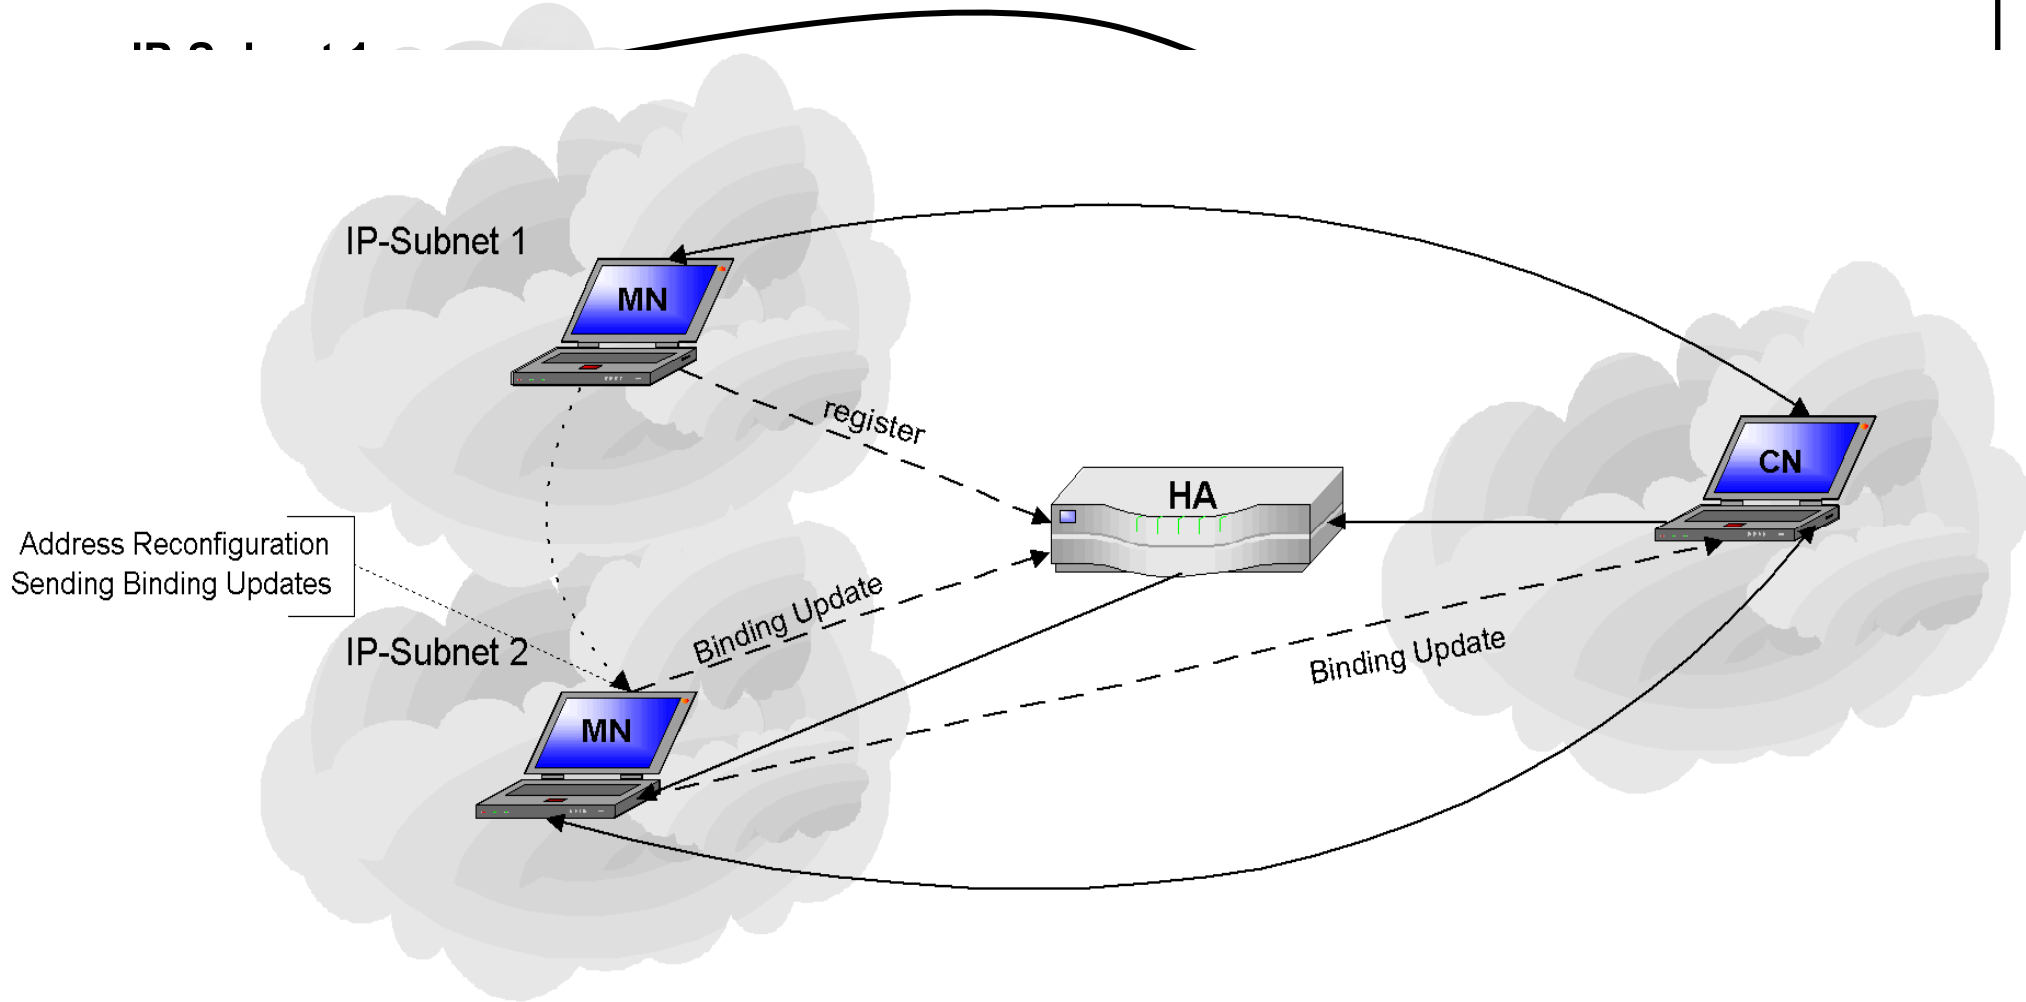 IP-Subnet 1
MN
register
CN
HA
Address Reconfiguration
Sending Binding Updates
Binding Update
IP-Subnet 2
Binding Update
MN